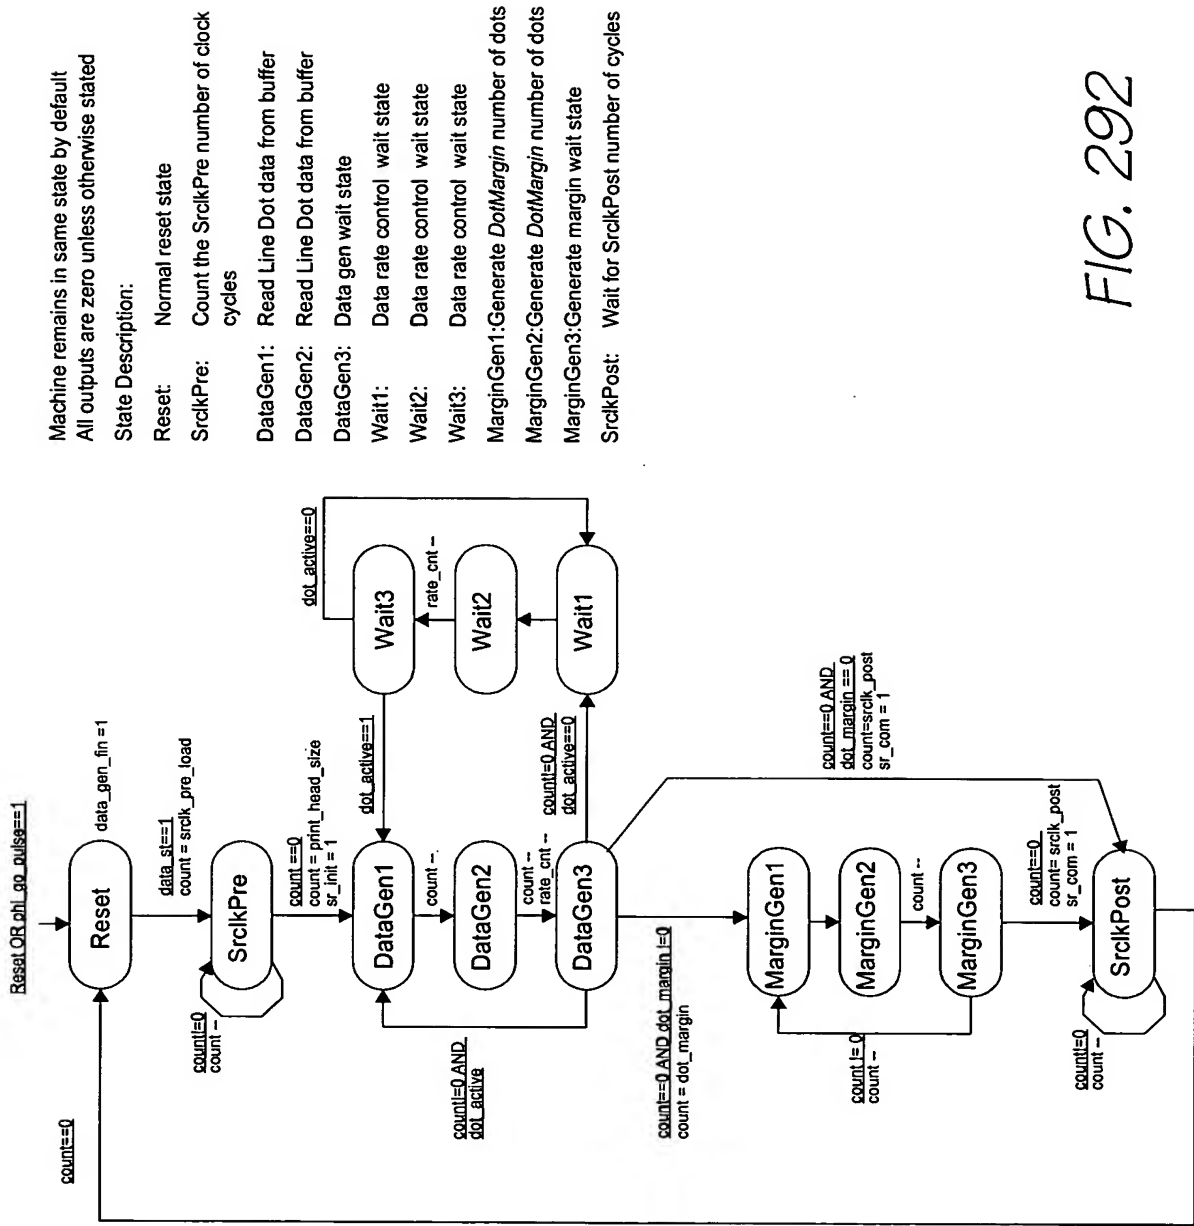 Machine remains in same state by default
All outputs are zero unless otherwise stated
State Description:
Reset: Normal reset state
SrclkPre: Count the SrclkPre number of clock
cycles
DataGen1: Read Line Dot data from buffer
DataGen2: Read Line Dot data from buffer
DataGen3: Data gen wait state
Wait1: Data rate control wait state
Wait2: Data rate control wait state
Wait3: Data rate control wait state
MarginGen1:Generate DotMargin number of dots
MarginGen2:Generate DotMargin number of dots
MarginGen3:Generate margin wait state
SrclkPost: Wait for SrclkPost number of cycles
Reset OR phi_go_pulse==1
count==0
Reset
data_gen_fin =1
data_st==1
count = srclk_pre_load
SrclkPre
count!=0
count --
count ==0
count = print_head_size
sr_init = 1
DataGen1
count --
DataGen2
count --
rate_cnt --
DataGen3
count!=0 AND
dot_active
dot_active==1
count!=0 AND
dot_active==0
Wait3
rate_cnt --
Wait2
Wait1
dot_active==0
count==0 AND dot_margin !=0
count = dot_margin
count==0 AND
dot_margin == 0
count=srclk_post
sr_com = 1
MarginGen1
MarginGen2
count --
MarginGen3
count != 0
count --
count==0
count= srclk_post
sr_com = 1
SrclkPost
count!=0
count --
FIG. 292